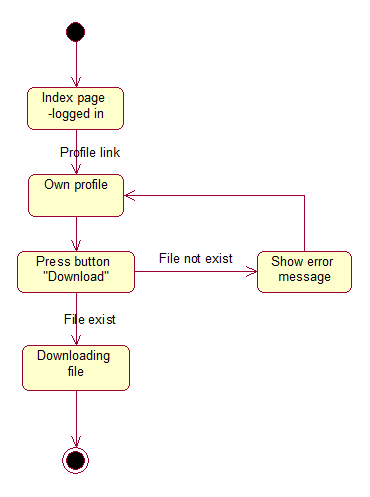 Index page
-logged in
Profile link
Own profile
Press button
"Download"
File not exist
Show error
message
File exist
Downloading
file